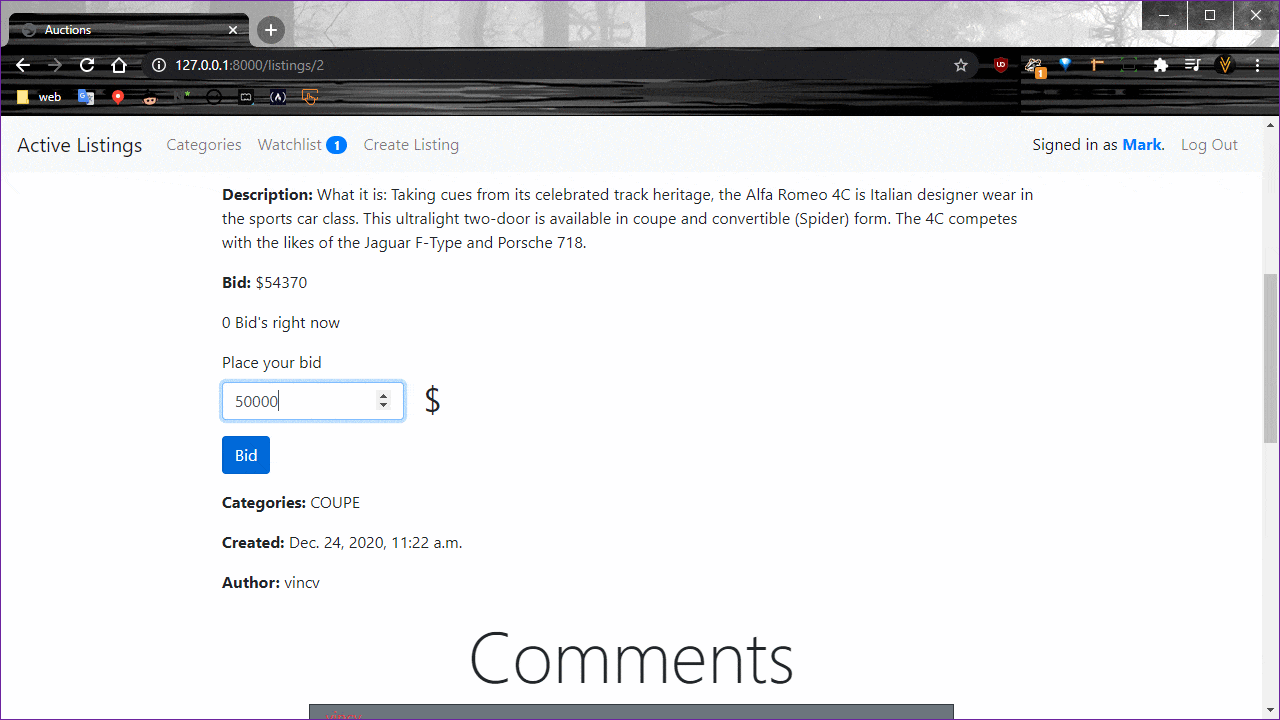 Auctions
127.0.0.1:8000/listings/2
1
web
Active Listings Categories Watchlist 1 Create Listing Signed in as Mark. Log Out
Description: What it is: Taking cues from its celebrated track heritage, the Alfa Romeo 4C is Italian designer wear in
the sports car class. This ultralight two-door is available in coupe and convertible (Spider) form. The 4C competes
with the likes of the Jaguar F-Type and Porsche 718.
Bid: $54370
0 Bid's right now
Place your bid
50000 $
Bid
Categories: COUPE
Created: Dec. 24, 2020, 11:22 a.m.
Author: vincv
Comments